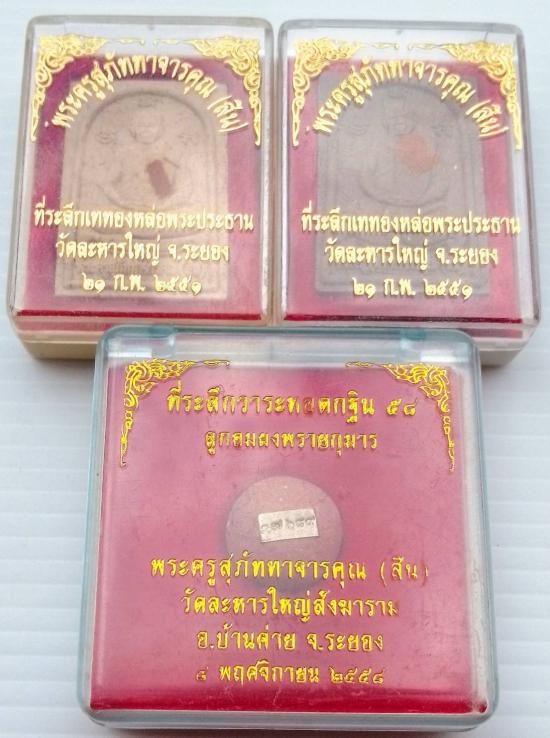 พระครูสุภัททาจารคุณ (สิน)
ที่ระลึกเททองหล่อพระประธาน
วัดละหารใหญ่ จ.ระยอง
๒๑ ก.พ. ๒๕๕๑
พระครูสุภัททาจารคุณ (สิน)
ที่ระลึกเททองหล่อพระประธาน
วัดละหารใหญ่ จ.ระยอง
๒๑ ก.พ. ๒๕๕๑
ที่ระลึกวาระทอดกฐิน ๕๘
ลูกอมผงพรายกุมาร
พระครูสุภัททาจารคุณ (สิน)
วัดละหารใหญ่สังฆาราม
อ.บ้านค่าย จ.ระยอง
๘ พฤศจิกายน ๒๕๕๘